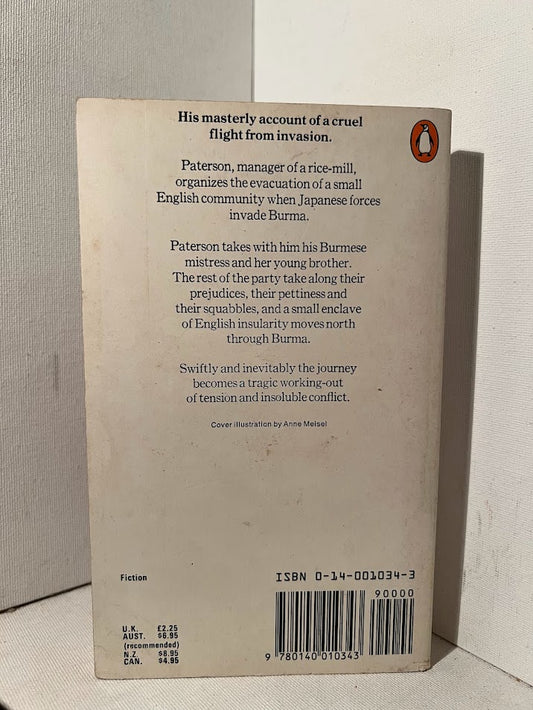 His masterly account of a cruel
flight from invasion.
Paterson, manager of a rice-mill,
organizes the evacuation of a small
English community when Japanese forces
invade Burma.
Paterson takes with him his Burmese
mistress and her young brother.
The rest of the party take along their
prejudices, their pettiness and
their squabbles, and a small enclave
of English insularity moves north
through Burma.
Swiftly and inevitably the journey
becomes a tragic working-out
of tension and insoluble conflict.
Cover illustration by Anne Meisel
Fiction
ISBN 0-14-001034-3
90000
U.K. £2.25
AUST. $6.95
(recommended)
N.Z. $8.95
CAN. $4.95
9 780140 010343